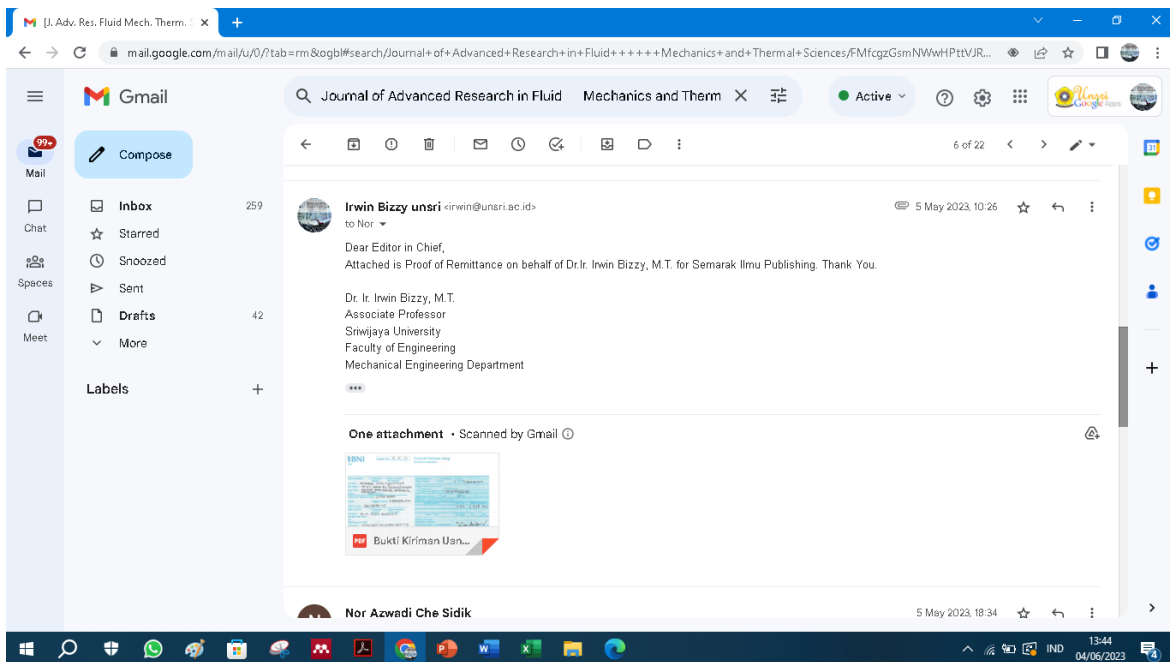 [J. Adv. Res. Fluid Mech. Therm. S
mail.google.com/mail/u/0/?tab=rm&ogbl#search/Journal+of+Advanced+Research+in+Fluid++++++Mechanics+and+Thermal+Sciences/FMfcgzGsmNWwHPttVJR...
Gmail
Journal of Advanced Research in Fluid Mechanics and Therm
Active
Unsri
Google Apps
99+
Mail
Chat
Spaces
Meet
Compose
Inbox 259
Starred
Snoozed
Sent
Drafts 42
More
Labels
6 of 22
31
Irwin Bizzy unsri <irwin@unsri.ac.id>
5 May 2023, 10:26
to Nor
Dear Editor in Chief,
Attached is Proof of Remittance on behalf of Dr.Ir. Irwin Bizzy, M.T. for Semarak Ilmu Publishing. Thank You.
Dr. Ir. Irwin Bizzy, M.T.
Associate Professor
Sriwijaya University
Faculty of Engineering
Mechanical Engineering Department
One attachment • Scanned by Gmail
BNI
PDF Bukti Kiriman Uan...
Nor Azwadi Che Sidik
5 May 2023, 18:34
IND
13:44
04/06/2023
4